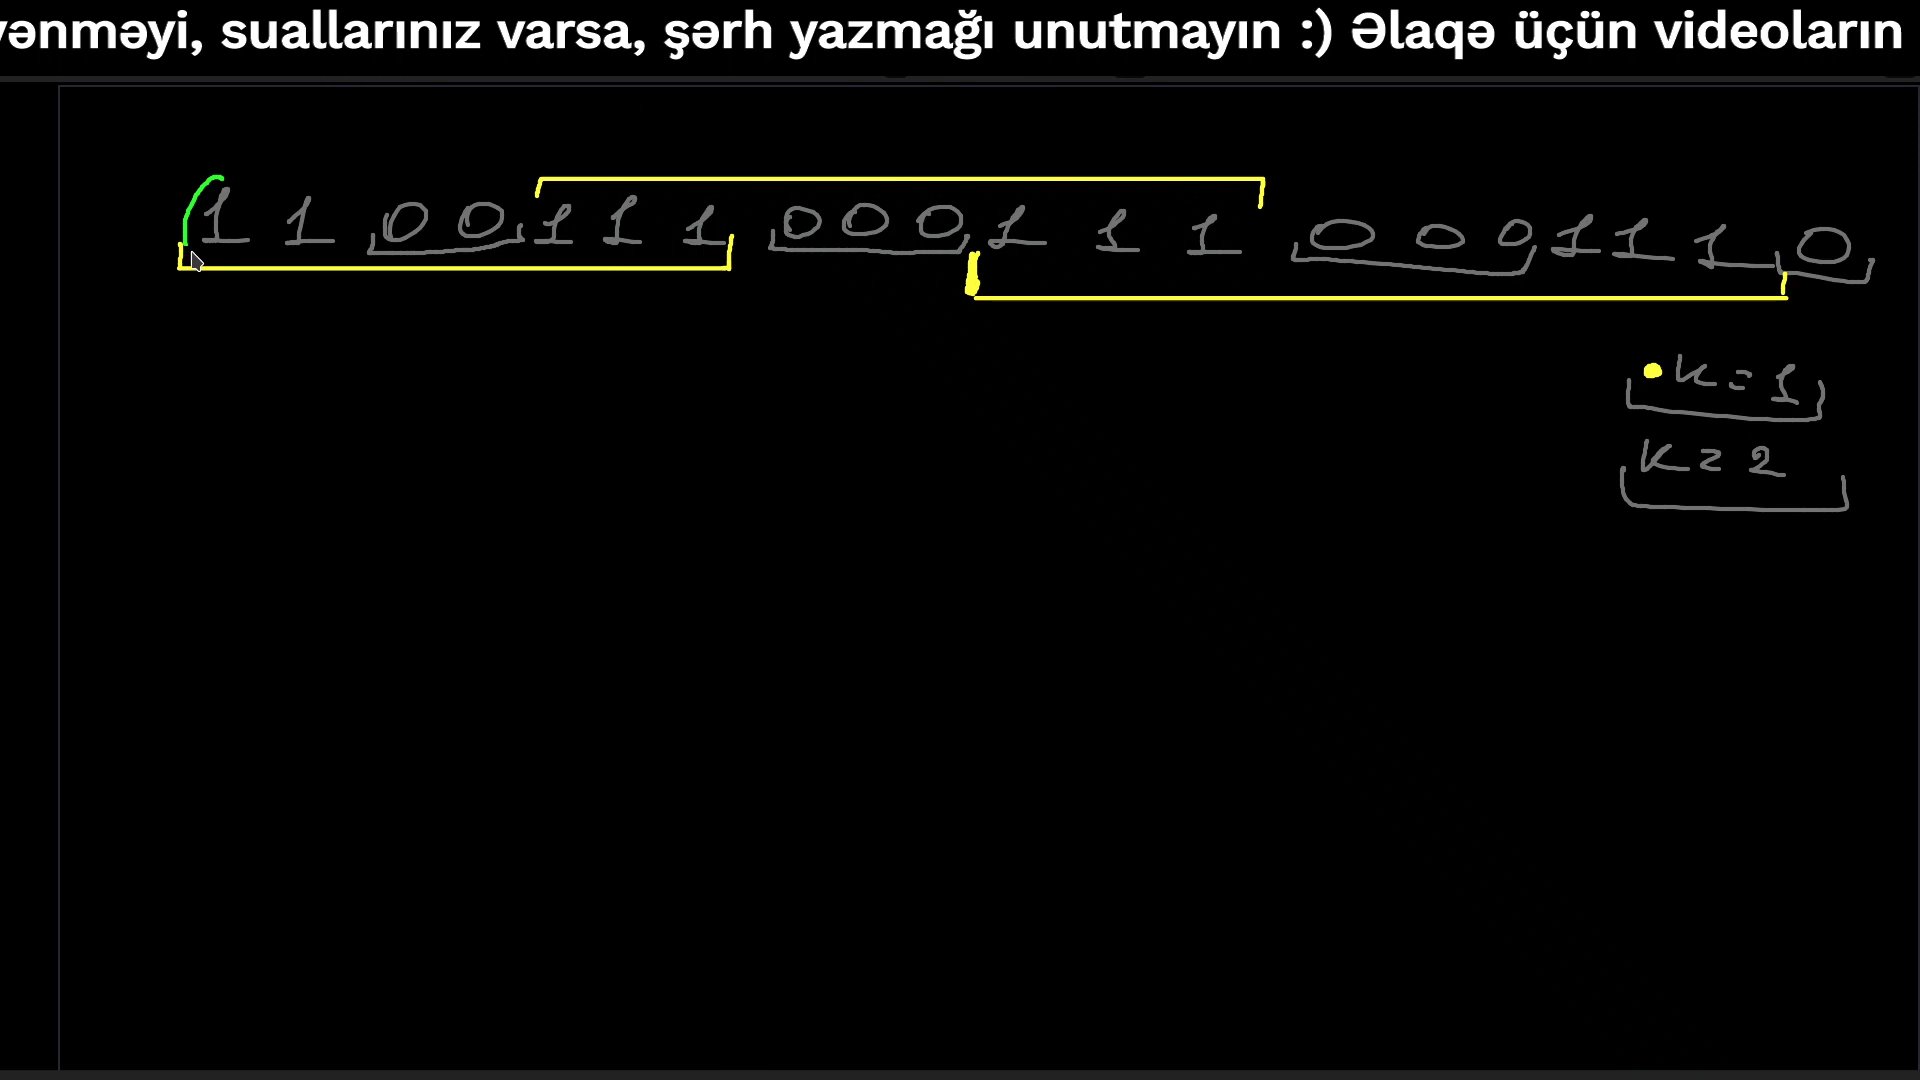 vənməyi, suallarınız varsa, şərh yazmağı unutmayın :) Əlaqə üçün videoların
1 1 0 0 1 1 1 0 0 0 1 1 1 0 0 0 1 1 1 0
K = 1
K = 2